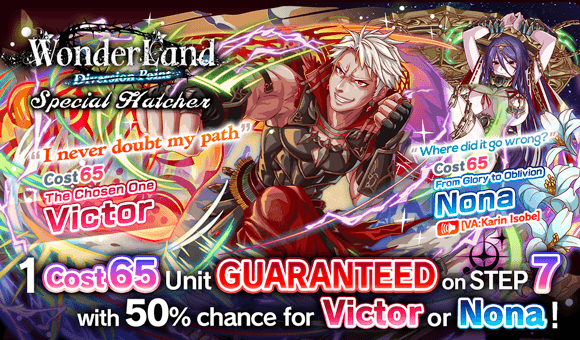 WonderLand
Diversion Point
Special Hatcher
"I never doubt my path"
Cost 65
The Chosen One
Victor
"Where did it go wrong?"
Cost 65
From Glory to Oblivion
Nona
[VA:Karin Isobe]
1 Cost 65 Unit GUARANTEED on STEP 7
with 50% chance for Victor or Nona!